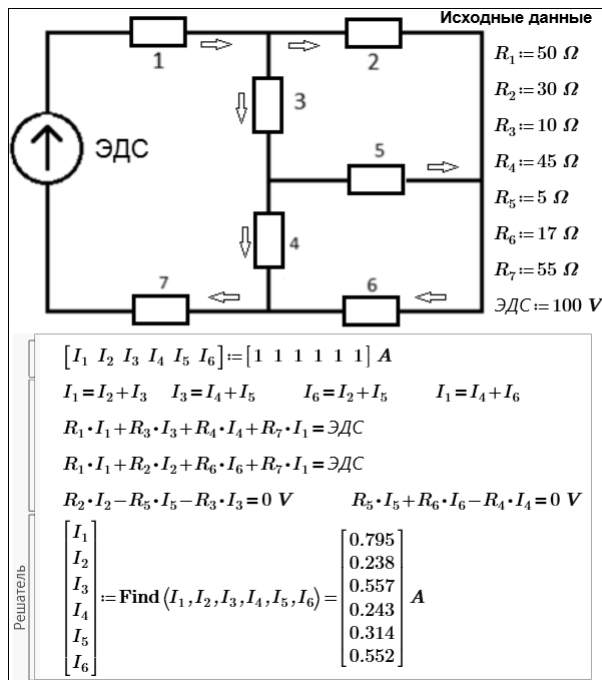 Исходные данные
1
2
3
ЭДС
5
4
7
6
R₁:=50 Ω
R₂:=30 Ω
R₃:=10 Ω
R₄:=45 Ω
R₅:=5 Ω
R₆:=17 Ω
R₇:=55 Ω
ЭДС:=100 V
[I₁ I₂ I₃ I₄ I₅ I₆]:=[1 1 1 1 1 1] A
I₁=I₂+I₃ I₃=I₄+I₅ I₆=I₂+I₅ I₁=I₄+I₆
R₁·I₁+R₃·I₃+R₄·I₄+R₇·I₁=ЭДС
R₁·I₁+R₂·I₂+R₆·I₆+R₇·I₁=ЭДС
R₂·I₂−R₅·I₅−R₃·I₃=0 V R₅·I₅+R₆·I₆−R₄·I₄=0 V
Решатель
[I₁ I₂ I₃ I₄ I₅ I₆]:=Find(I₁,I₂,I₃,I₄,I₅,I₆)=[0.795 0.238 0.557 0.243 0.314 0.552] A